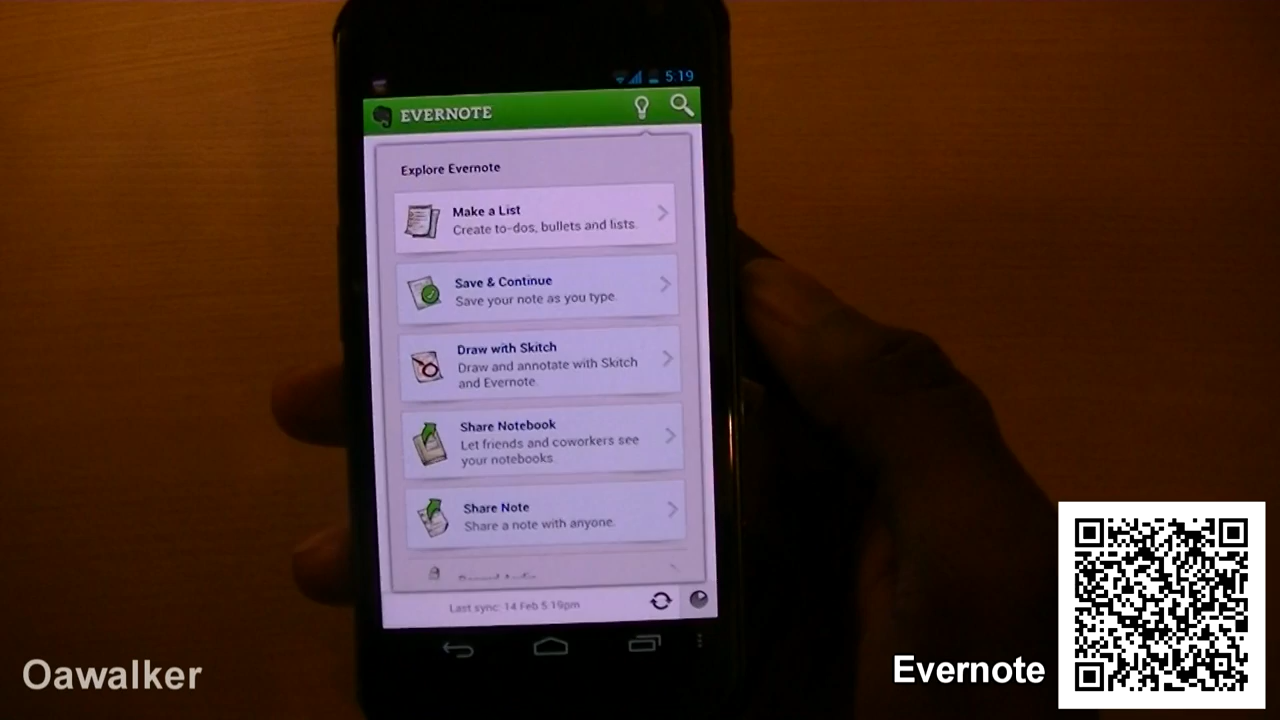 5:19
EVERNOTE
Explore Evernote
Make a List
Create to-dos, bullets and lists.
Save & Continue
Save your note as you type.
Draw with Skitch
Draw and annotate with Skitch
and Evernote.
Share Notebook
Let friends and coworkers see
your notebooks.
Share Note
Share a note with anyone.
Last sync: 14 Feb 5:19pm
Oawalker
Evernote